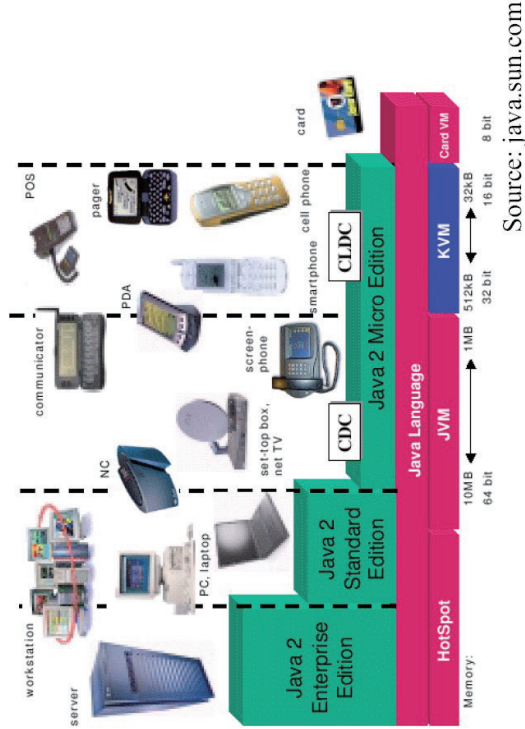 workstation
server
PC, laptop
NC
set-top box,
net TV
communicator
screen-
phone
PDA
smartphone
POS
pager
cell phone
card
Java 2
Enterprise
Edition
Java 2
Standard
Edition
CDC
CLDC
Java 2 Micro Edition
Java Language
HotSpot
JVM
KVM
Card VM
Memory:
10MB
1MB
512kB
32kB
64 bit
32 bit
16 bit
8 bit
Source: java.sun.com